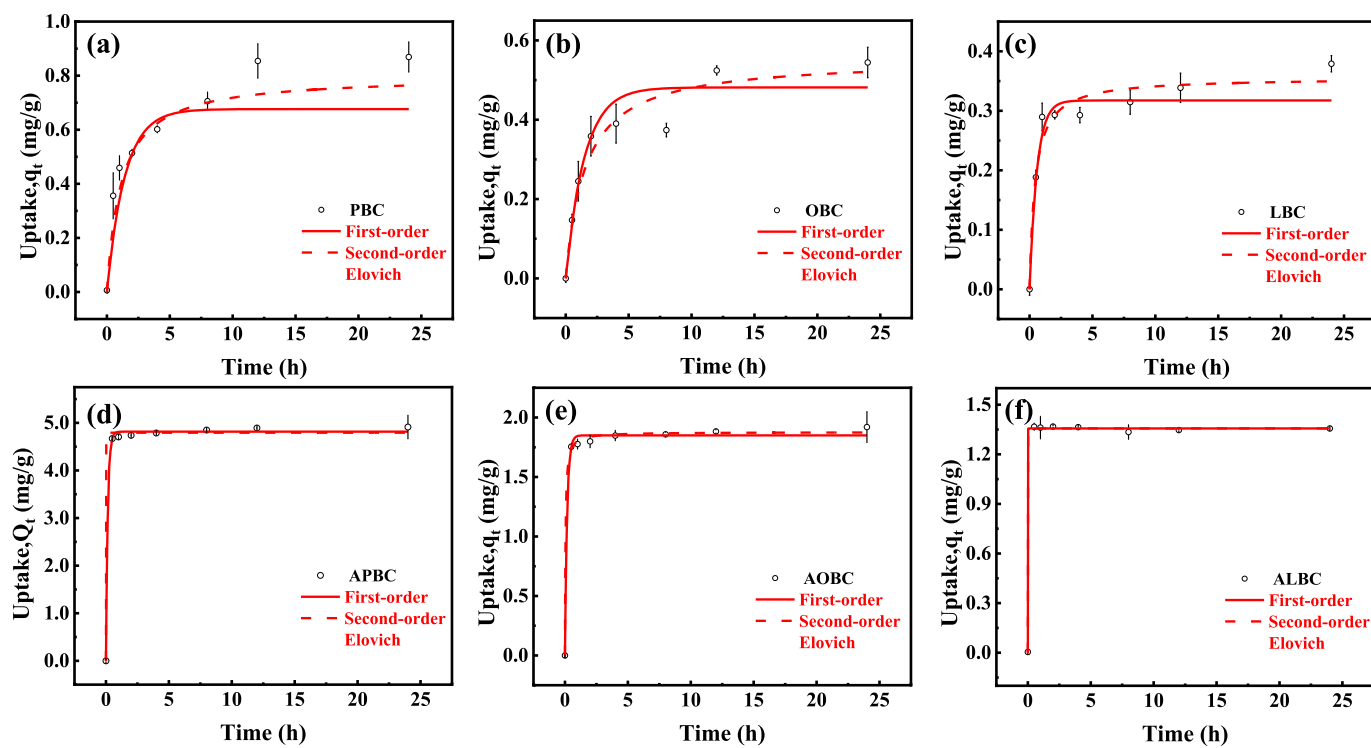 (a)
Uptake,qt (mg/g)
1.0
0.8
0.6
0.4
0.2
0.0
PBC
First-order
Second-order
Elovich
0 5 10 15 20 25
Time (h)
(b)
Uptake,qt (mg/g)
0.6
0.4
0.2
0.0
OBC
First-order
Second-order
Elovich
0 5 10 15 20 25
Time (h)
(c)
Uptake,qt (mg/g)
0.4
0.3
0.2
0.1
0.0
LBC
First-order
Second-order
Elovich
0 5 10 15 20 25
Time (h)
(d)
Uptake,Qt (mg/g)
5.0
4.0
3.0
2.0
1.0
0.0
APBC
First-order
Second-order
Elovich
0 5 10 15 20 25
Time (h)
(e)
Uptake,qt (mg/g)
2.0
1.5
1.0
0.5
0.0
AOBC
First-order
Second-order
Elovich
0 5 10 15 20 25
Time (h)
(f)
Uptake,qt (mg/g)
1.5
1.2
0.9
0.6
0.3
0.0
ALBC
First-order
Second-order
Elovich
0 5 10 15 20 25
Time (h)